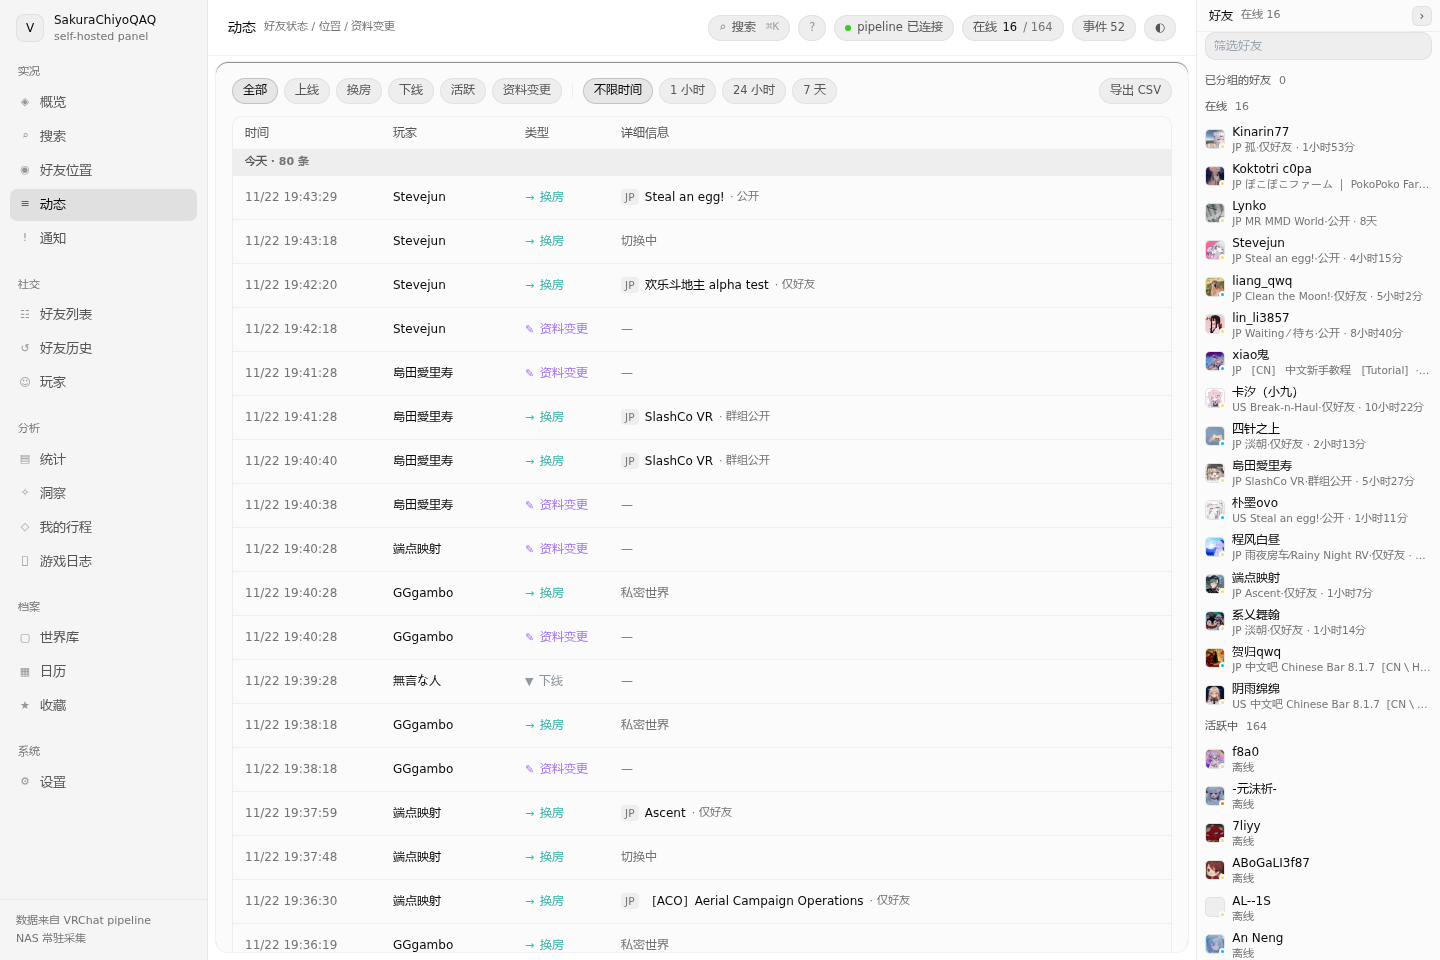 V
SakuraChiyoQAQ
self-hosted panel
实况
概览
搜索
好友位置
动态
通知
社交
好友列表
好友历史
玩家
分析
统计
洞察
我的行程
游戏日志
档案
世界库
日历
收藏
系统
设置
数据来自 VRChat pipeline
NAS 常驻采集
动态 好友状态 / 位置 / 资料变更
搜索 ⌘K
?
pipeline 已连接
在线 16 / 164
事件 52
全部 上线 换房 下线 活跃 资料变更 不限时间 1 小时 24 小时 7 天 导出 CSV
时间 玩家 类型 详细信息
今天 · 80 条
11/22 19:43:29 Stevejun → 换房 JP Steal an egg! · 公开
11/22 19:43:18 Stevejun → 换房 切换中
11/22 19:42:20 Stevejun → 换房 JP 欢乐斗地主 alpha test · 仅好友
11/22 19:42:18 Stevejun ✎ 资料变更 —
11/22 19:41:28 島田愛里寿 ✎ 资料变更 —
11/22 19:41:28 島田愛里寿 → 换房 JP SlashCo VR · 群组公开
11/22 19:40:40 島田愛里寿 → 换房 JP SlashCo VR · 群组公开
11/22 19:40:38 島田愛里寿 ✎ 资料变更 —
11/22 19:40:28 端点映射 ✎ 资料变更 —
11/22 19:40:28 GGgambo → 换房 私密世界
11/22 19:40:28 GGgambo ✎ 资料变更 —
11/22 19:39:28 無言な人 ▼ 下线 —
11/22 19:38:18 GGgambo → 换房 私密世界
11/22 19:38:18 GGgambo ✎ 资料变更 —
11/22 19:37:59 端点映射 → 换房 JP Ascent · 仅好友
11/22 19:37:48 端点映射 → 换房 切换中
11/22 19:36:30 端点映射 → 换房 JP [ACO] Aerial Campaign Operations · 仅好友
11/22 19:36:19 GGgambo → 换房 私密世界
好友 在线 16
›
筛选好友
已分组的好友 0
在线 16
Kinarin77
JP 孤·仅好友 · 1小时53分
Koktotri c0pa
JP ぽこぽこファーム | PokoPoko Far…
Lynko
JP MR MMD World·公开 · 8天
Stevejun
JP Steal an egg!·公开 · 4小时15分
liang_qwq
JP Clean the Moon!·仅好友 · 5小时2分
lin_li3857
JP Waiting ⁄ 待ち·公开 · 8小时40分
xiao鬼
JP [CN] 中文新手教程 [Tutorial] ·…
卡汐（小九）
US Break-n-Haul·仅好友 · 10小时22分
四针之上
JP 淡朝·仅好友 · 2小时13分
島田愛里寿
JP SlashCo VR·群组公开 · 5小时27分
朴墨ovo
US Steal an egg!·公开 · 1小时11分
程风白昼
JP 雨夜房车⁄Rainy Night RV·仅好友 · …
端点映射
JP Ascent·仅好友 · 1小时7分
系乂舞翰
JP 淡朝·仅好友 · 1小时14分
贺归qwq
JP 中文吧 Chinese Bar 8.1.7 [CN \ H…
阴雨绵绵
US 中文吧 Chinese Bar 8.1.7 [CN \ …
活跃中 164
f8a0
离线
-元沫祈-
离线
7liyy
离线
ABoGaLI3f87
离线
AL--1S
离线
An Neng
离线